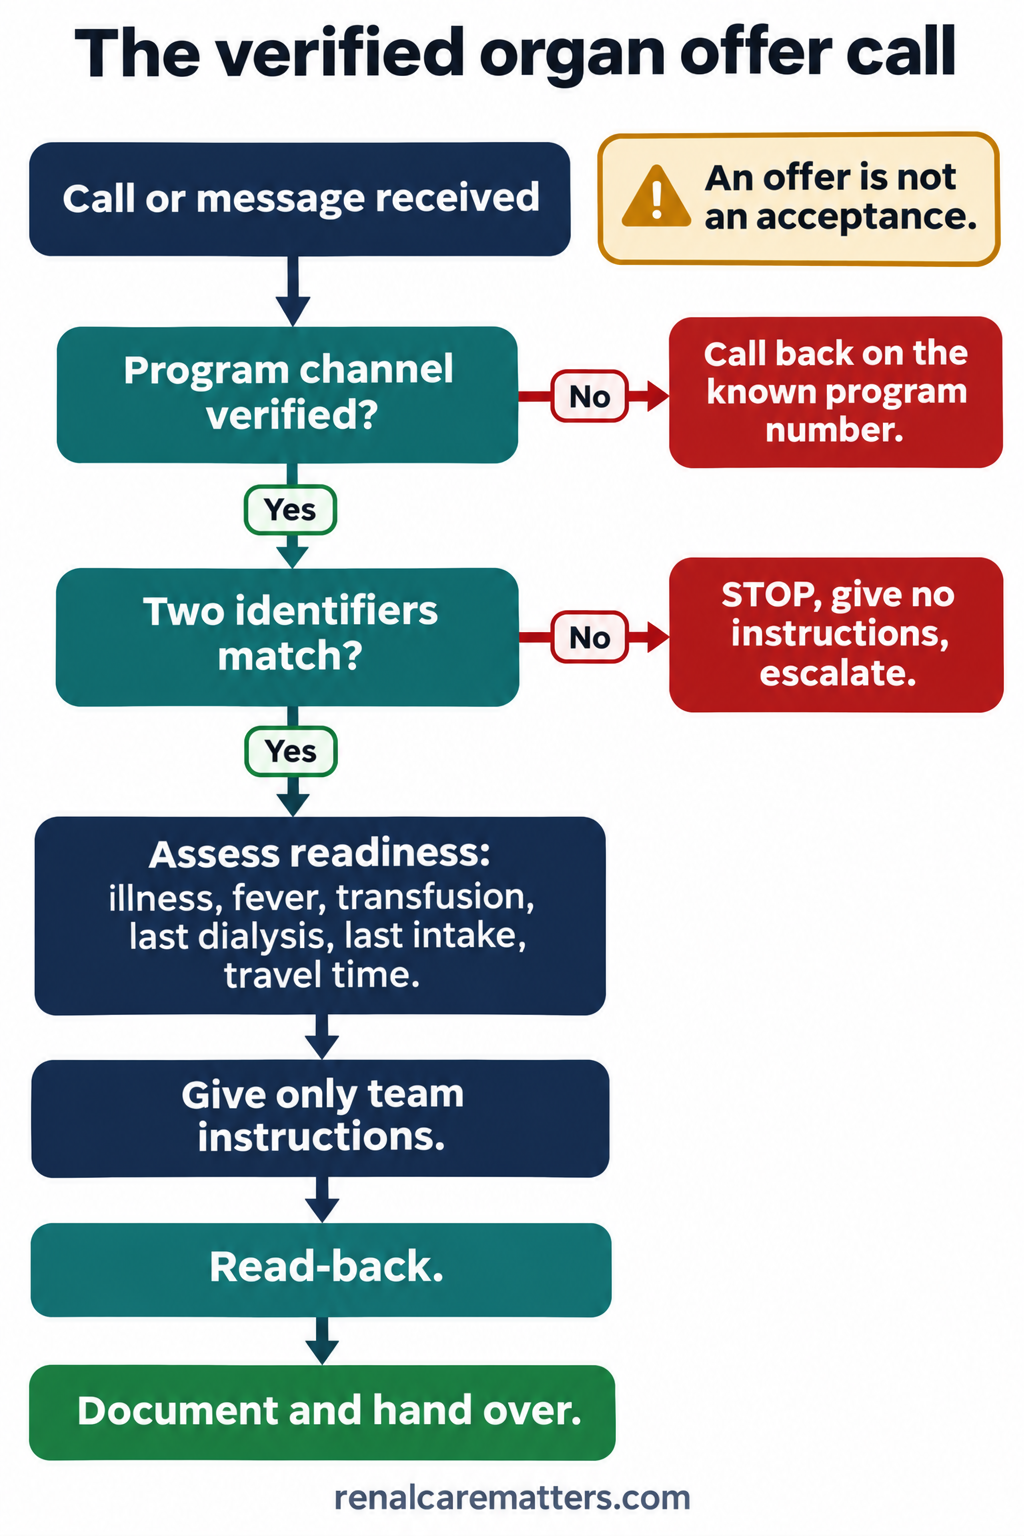 The verified organ offer call
Call or message received
An offer is not
an acceptance.
Program channel
verified?
No
Call back on the
known program
number.
Yes
Two identifiers
match?
No
STOP, give no
instructions,
escalate.
Yes
Assess readiness:
illness, fever, transfusion,
last dialysis, last intake,
travel time.
Give only team
instructions.
Read-back.
Document and hand over.
renalcarematters.com